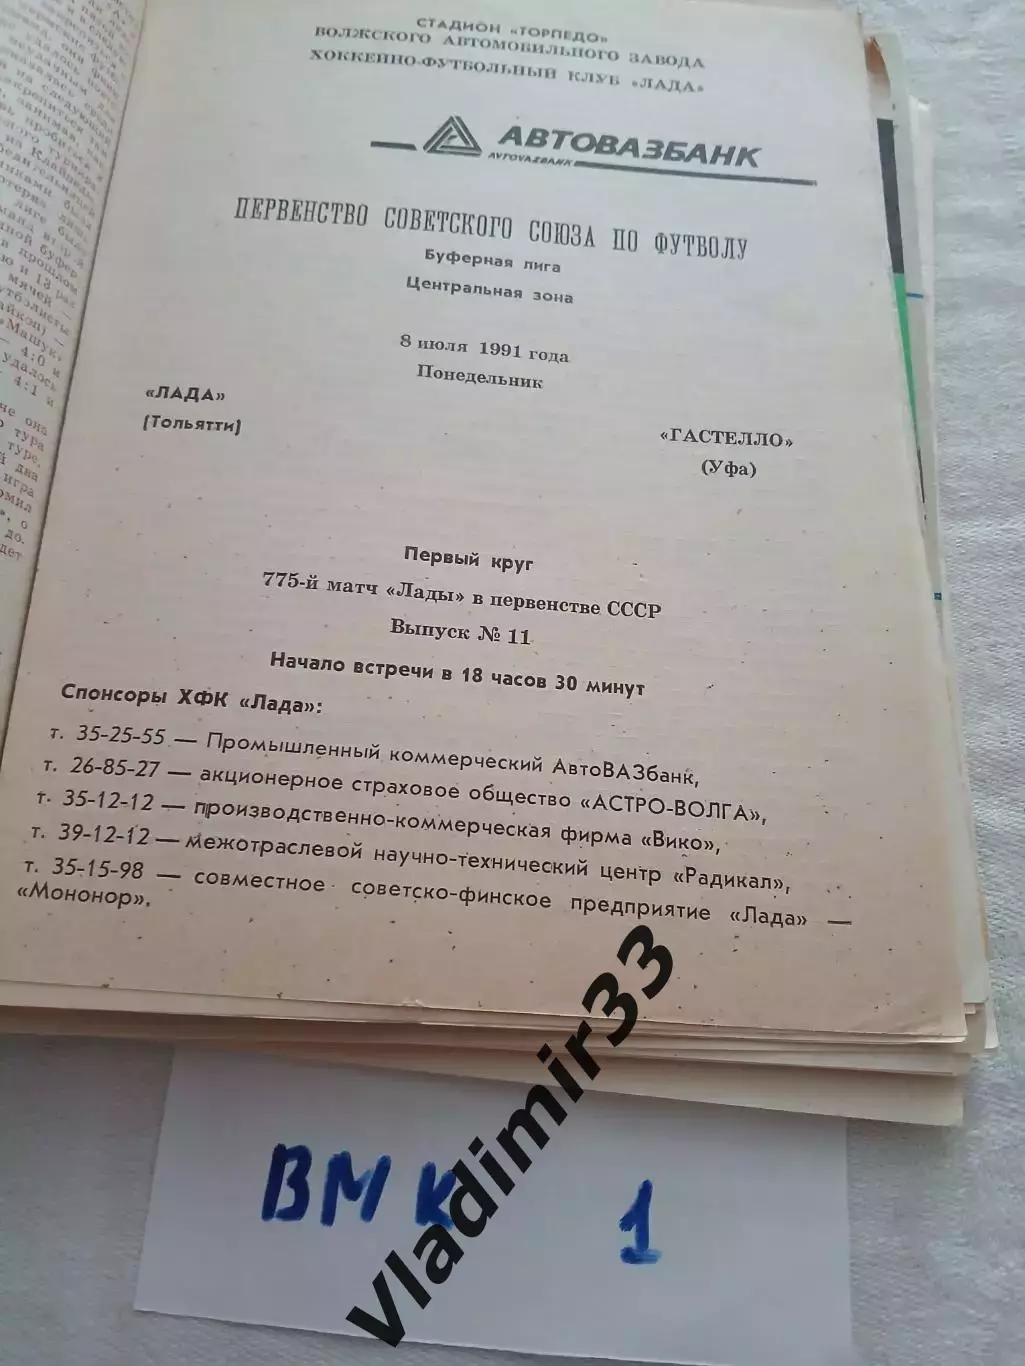 СТАДИОН «ТОРПЕДО»
ВОЛЖСКОГО АВТОМОБИЛЬНОГО ЗАВОДА
ХОККЕЙНО-ФУТБОЛЬНЫЙ КЛУБ «ЛАДА»
АВТОВАЗБАНК
AVTOVAZBANK
ПЕРВЕНСТВО СОВЕТСКОГО СОЮЗА ПО ФУТБОЛУ
Буферная лига
Центральная зона
8 июля 1991 года
Понедельник
«ЛАДА»
(Тольятти)
«ГАСТЕЛЛО»
(Уфа)
Первый круг
775-й матч «Лады» в первенстве СССР
Выпуск № 11
Начало встречи в 18 часов 30 минут
Спонсоры ХФК «Лада»:
т. 35-25-55 — Промышленный коммерческий АвтоВАЗбанк,
т. 26-85-27 — акционерное страховое общество «АСТРО-ВОЛГА»,
т. 35-12-12 — производственно-коммерческая фирма «Вико»,
т. 39-12-12 — межотраслевой научно-технический центр «Радикал»,
т. 35-15-98 — совместное советско-финское предприятие «Лада» —
«Мононор».
ВМК 1
Vladimir33